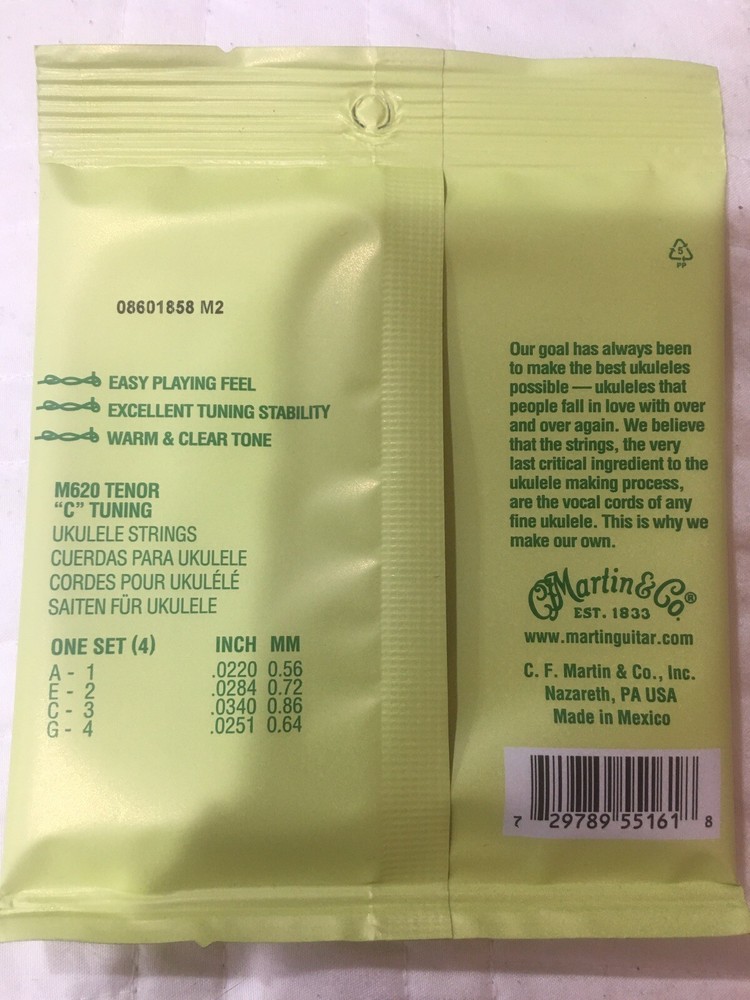 08601858 M2
EASY PLAYING FEEL
EXCELLENT TUNING STABILITY
WARM & CLEAR TONE
M620 TENOR
“C” TUNING
UKULELE STRINGS
CUERDAS PARA UKULELE
CORDES POUR UKULÉLÉ
SAITEN FÜR UKULELE
ONE SET (4) INCH MM
A - 1 .0220 0.56
E - 2 .0284 0.72
C - 3 .0340 0.86
G - 4 .0251 0.64
5
PP
Our goal has always been
to make the best ukuleles
possible — ukuleles that
people fall in love with over
and over again. We believe
that the strings, the very
last critical ingredient to the
ukulele making process,
are the vocal cords of any
fine ukulele. This is why we
make our own.
CF Martin & Co.®
EST. 1833
www.martinguitar.com
C. F. Martin & Co., Inc.
Nazareth, PA USA
Made in Mexico
7 29789 55161 8